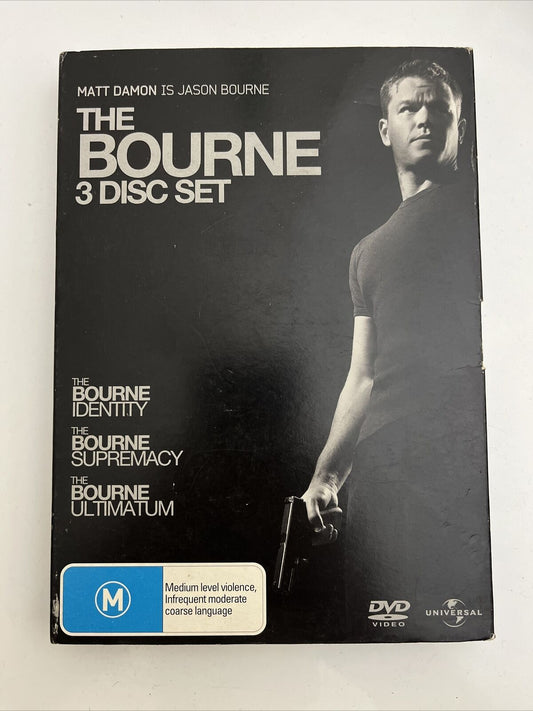 MATT DAMON IS JASON BOURNE
THE
BOURNE
3 DISC SET
THE
BOURNE
IDENTITY
THE
BOURNE
SUPREMACY
THE
BOURNE
ULTIMATUM
M
Medium level violence,
Infrequent moderate
coarse language
DVD
VIDEO
UNIVERSAL